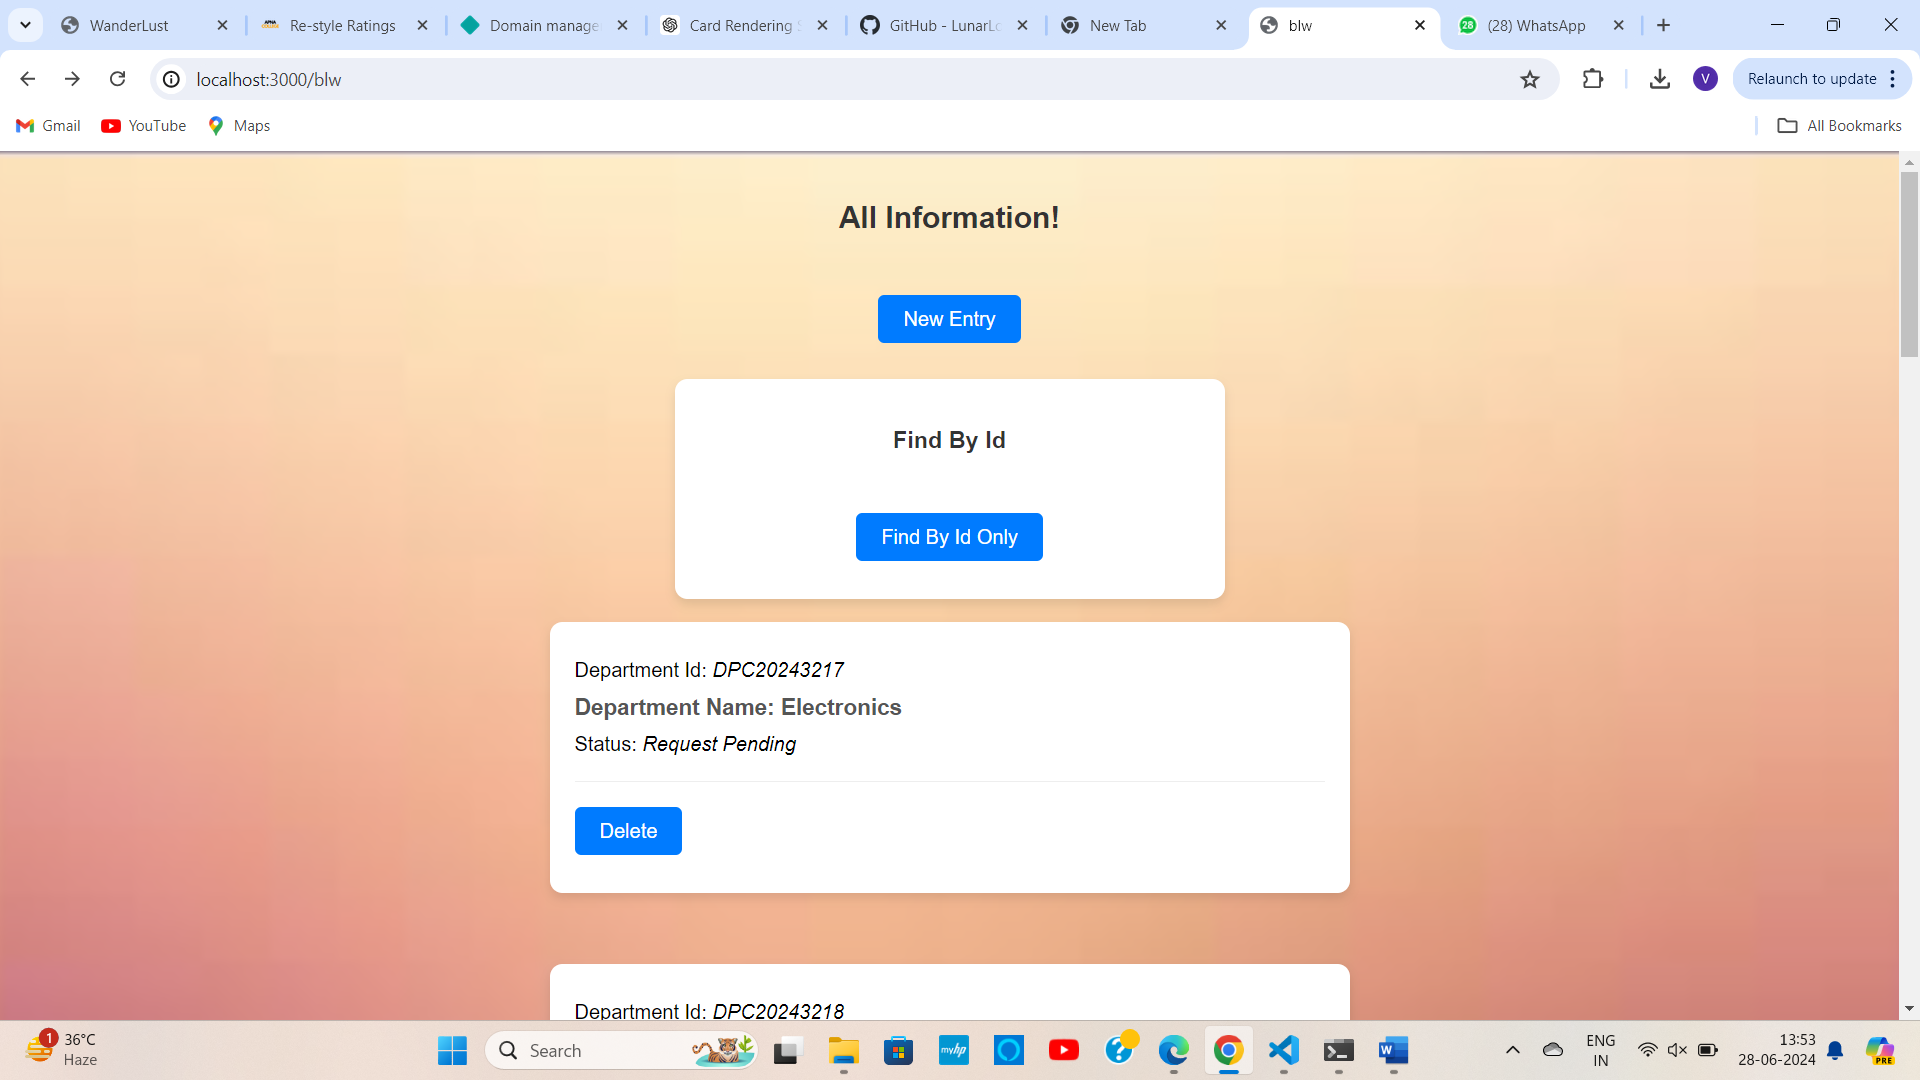 WanderLust
Re-style Ratings
Domain manage
Card Rendering S
GitHub - LunarLo
New Tab
blw
28
(28) WhatsApp
localhost:3000/blw
V
Relaunch to update
Gmail
YouTube
Maps
All Bookmarks
All Information!
New Entry
Find By Id
Find By Id Only
Department Id: DPC20243217
Department Name: Electronics
Status: Request Pending
Delete
Department Id: DPC20243218
1
36°C
Haze
Search
myhp
W
ENG
IN
13:53
28-06-2024
PRE